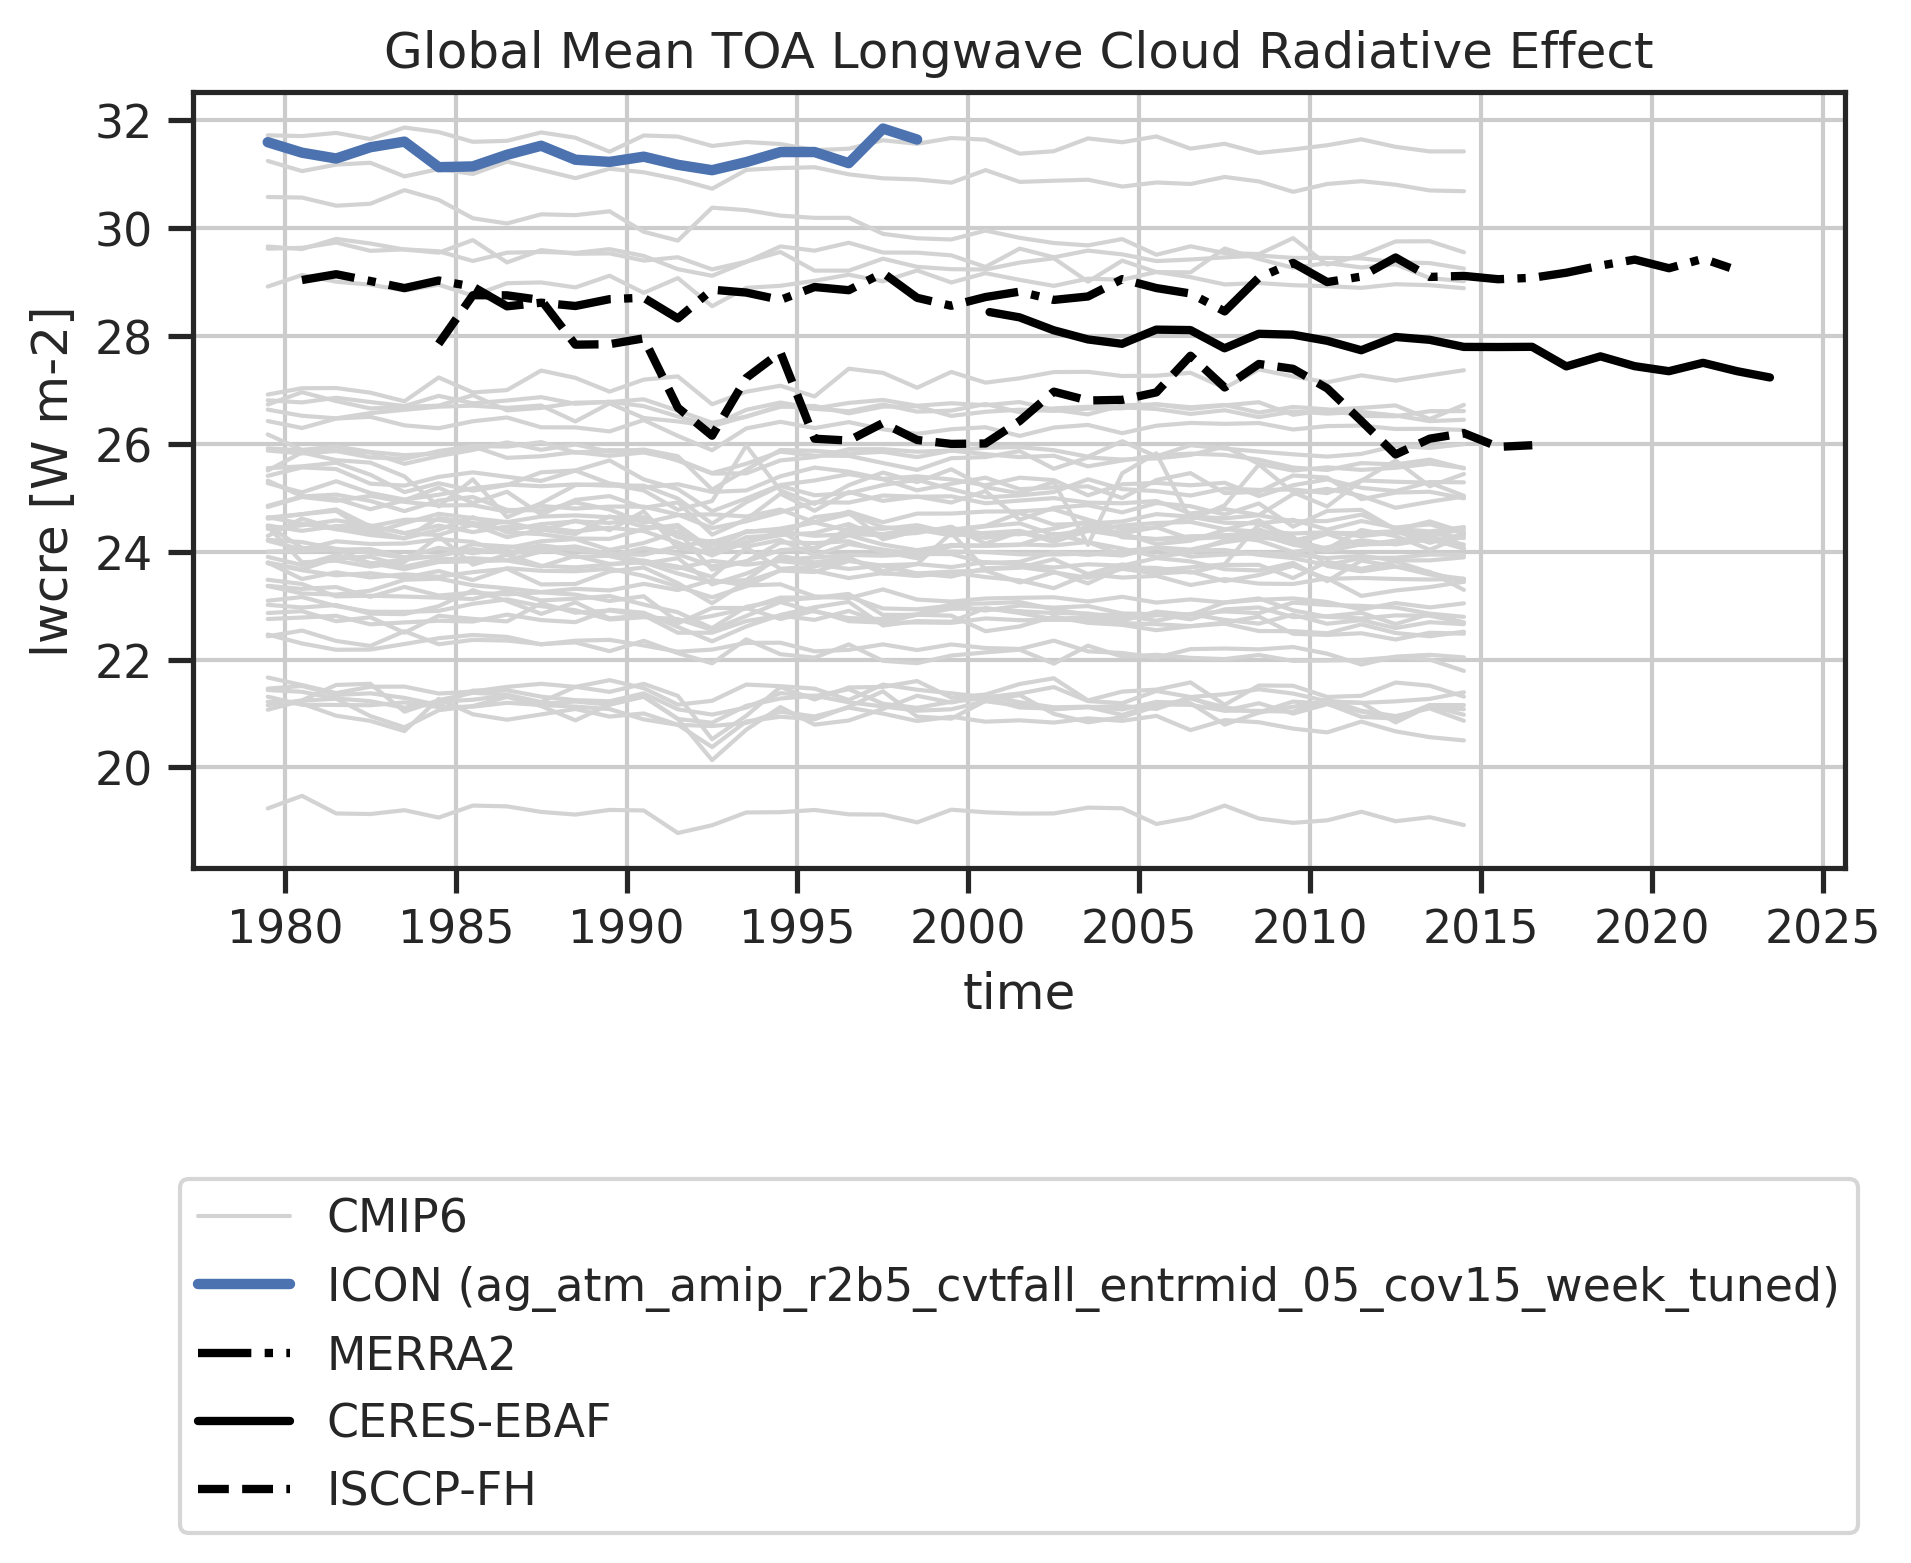 Global Mean TOA Longwave Cloud Radiative Effect
32
30
28
26
24
22
20
lwcre [W m-2]
1980 1985 1990 1995 2000 2005 2010 2015 2020 2025
time
CMIP6
ICON (ag_atm_amip_r2b5_cvtfall_entrmid_05_cov15_week_tuned)
MERRA2
CERES-EBAF
ISCCP-FH